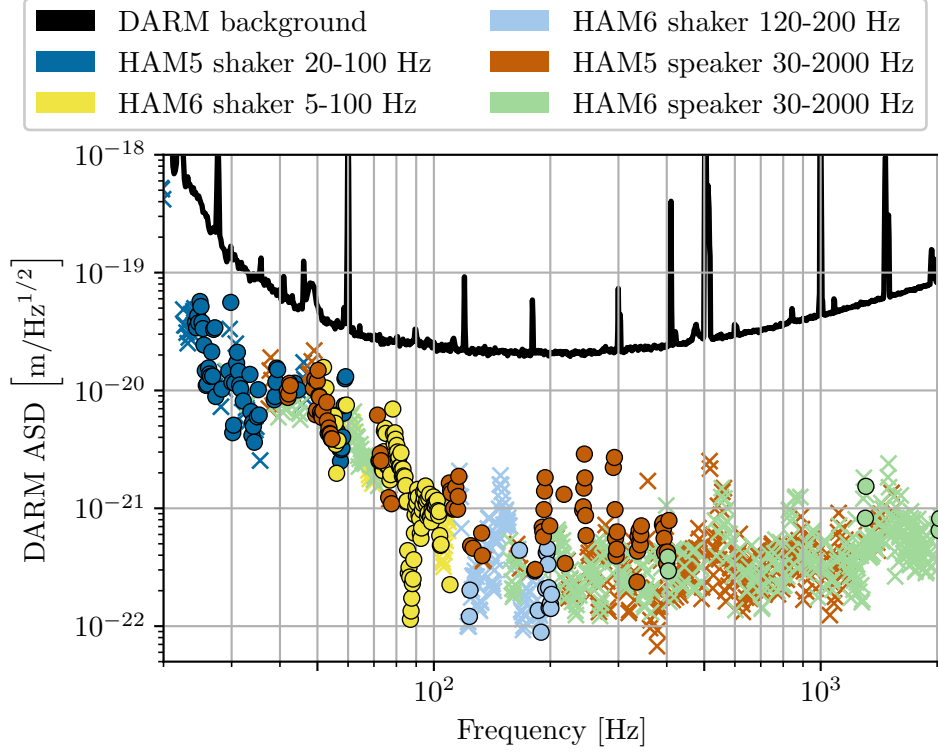 DARM background
HAM5 shaker 20-100 Hz
HAM6 shaker 5-100 Hz
HAM6 shaker 120-200 Hz
HAM5 speaker 30-2000 Hz
HAM6 speaker 30-2000 Hz
DARM ASD [m/Hz^{1/2}]
10^{−18}
10^{−19}
10^{−20}
10^{−21}
10^{−22}
10^2
10^3
Frequency [Hz]